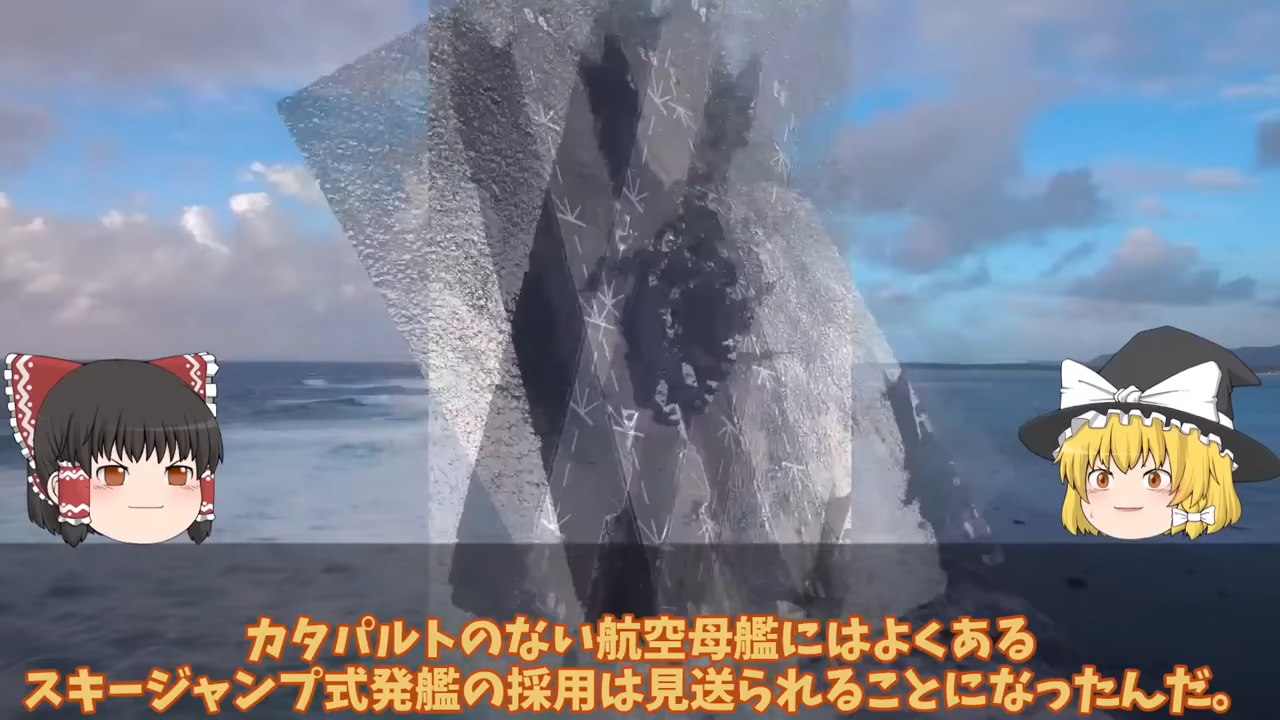 カタパルトのない航空母艦にはよくある
スキージャンプ式発艦の採用は見送られることになったんだ。